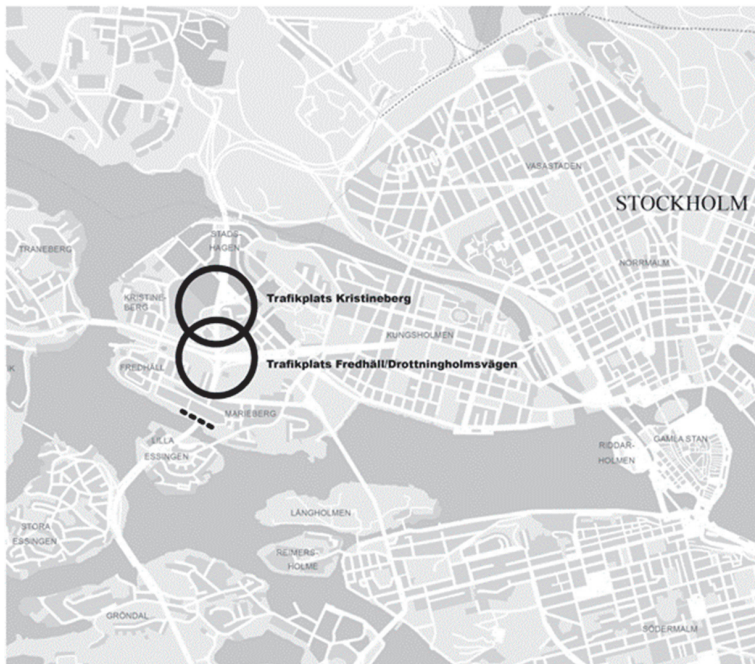 VASASTADEN
STOCKHOLM
STADS
HAGEN
TRANEBERG
NORRMALM
KRISTINE-
BERG
Trafikplats Kristineberg
KUNGSHOLMEN
FREDHÄLL
Trafikplats Fredhäll/Drottningholmsvägen
MARIEBERG
LILLA
ESSINGEN
RIDDAR-
HOLMEN
GAMLA STAN
LÅNGHOLMEN
STORA
ESSINGEN
REIMERS-
HOLME
GRÖNDAL
SÖDERMALM